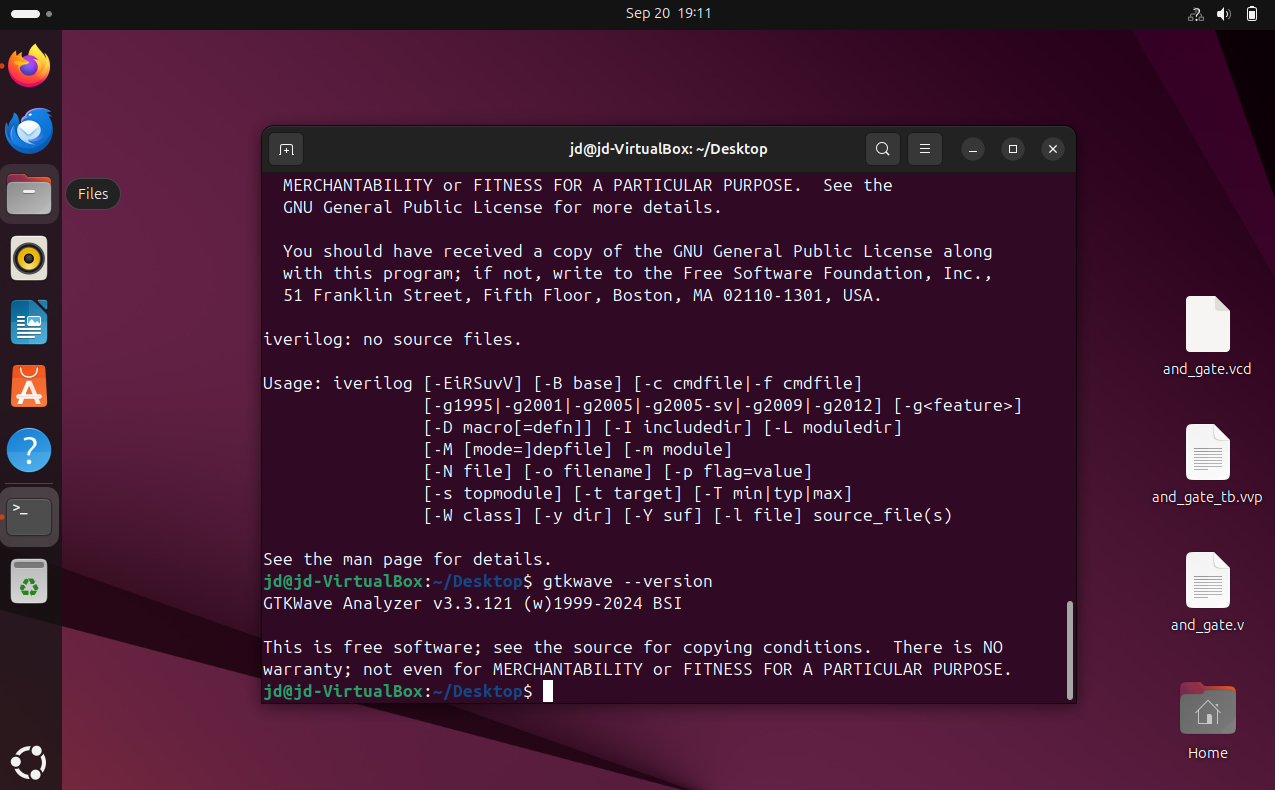 Sep 20 19:11
Files
jd@jd-VirtualBox: ~/Desktop
MERCHANTABILITY or FITNESS FOR A PARTICULAR PURPOSE.  See the
GNU General Public License for more details.
You should have received a copy of the GNU General Public License along
with this program; if not, write to the Free Software Foundation, Inc.,
51 Franklin Street, Fifth Floor, Boston, MA 02110-1301, USA.
iverilog: no source files.
Usage: iverilog [-EiRSuvV] [-B base] [-c cmdfile|-f cmdfile]
[-g1995|-g2001|-g2005|-g2005-sv|-g2009|-g2012] [-g<feature>]
[-D macro[=defn]] [-I includedir] [-L moduledir]
[-M [mode=]depfile] [-m module]
[-N file] [-o filename] [-p flag=value]
[-s topmodule] [-t target] [-T min|typ|max]
[-W class] [-y dir] [-Y suf] [-l file] source_file(s)
See the man page for details.
jd@jd-VirtualBox:~/Desktop$ gtkwave --version
GTKWave Analyzer v3.3.121 (w)1999-2024 BSI
This is free software; see the source for copying conditions.  There is NO
warranty; not even for MERCHANTABILITY or FITNESS FOR A PARTICULAR PURPOSE.
jd@jd-VirtualBox:~/Desktop$
and_gate.vcd
and_gate_tb.vvp
and_gate.v
Home